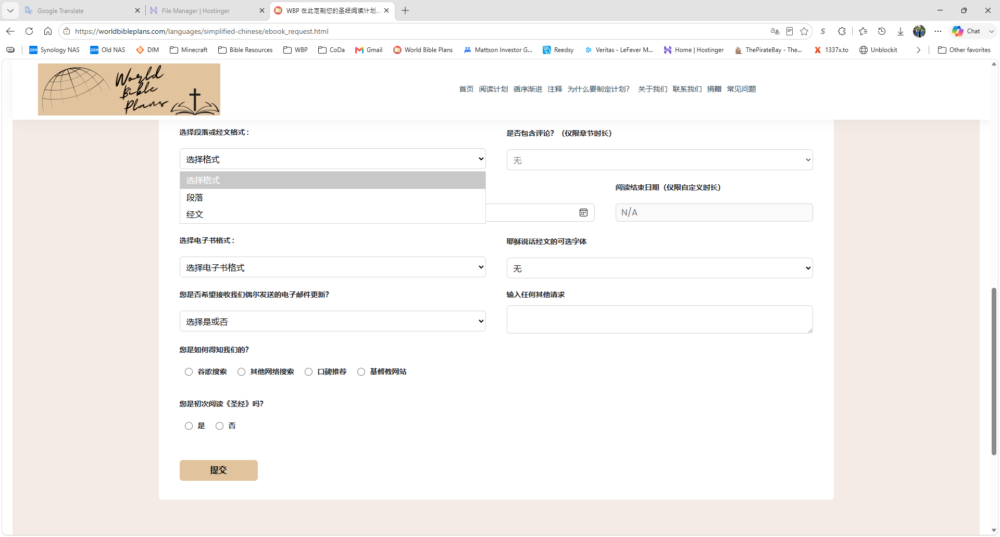 Google Translate
File Manager | Hostinger
WBP 在此定制您的圣经阅读计划...
https://worldbibleplans.com/languages/simplified-chinese/ebook_request.html
Chat
Synology NAS
Old NAS
DIM
Minecraft
Bible Resources
WBP
CoDa
Gmail
World Bible Plans
Mattson Investor G...
Reedsy
Veritas - LeFever M...
Home | Hostinger
ThePirateBay - The...
1337x.to
Unblockit
Other favorites
World
Bible
Plans
首页 阅读计划 循序渐进 注释 为什么要制定计划？ 关于我们 联系我们 捐赠 常见问题
选择段落或经文格式：
是否包含评论？（仅限章节时长）
选择格式
无
选择格式
段落
经文
阅读结束日期（仅限自定义时长）
N/A
选择电子书格式：
耶稣说话经文的可选字体
选择电子书格式
无
您是否希望接收我们偶尔发送的电子邮件更新？
输入任何其他请求
选择是或否
您是如何得知我们的？
谷歌搜索 其他网络搜索 口碑推荐 基督教网站
您是初次阅读《圣经》吗？
是 否
提交